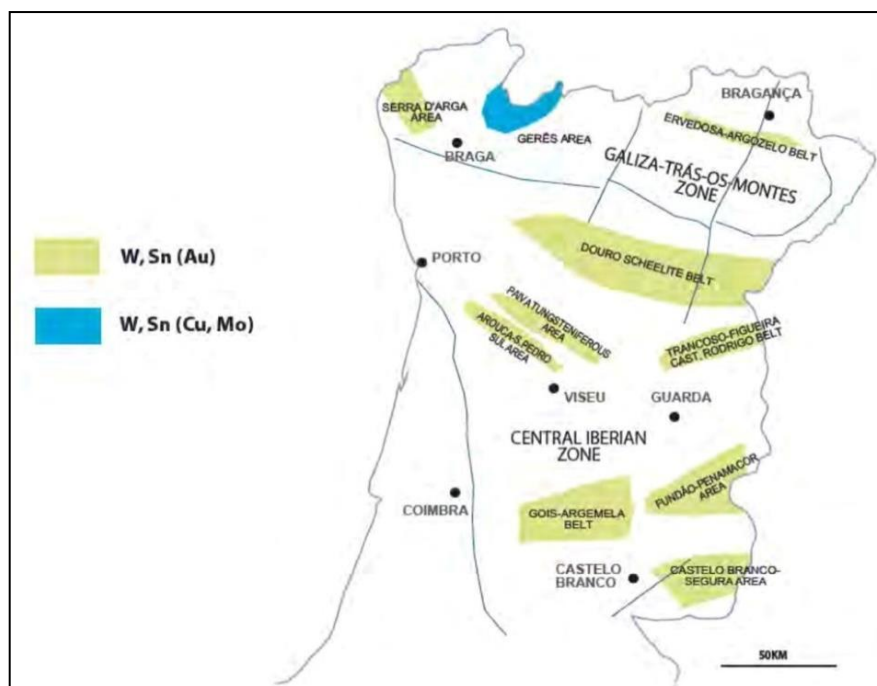 BRAGANÇA
SERRA D'ARGA
AREA
ERVEDOSA-ARGOZELO BELT
GERÊS AREA
BRAGA
GALIZA-TRÁS-OS-MONTES
ZONE
W, Sn (Au)
PORTO
DOURO SCHEELITE BELT
W, Sn (Cu, Mo)
PAIVA TUNGSTENIFEROUS
AREA
AROUCA-S.PEDRO
SUL AREA
TRANCOSO-FIGUEIRA
CAST. RODRIGO BELT
VISEU
GUARDA
CENTRAL IBERIAN
ZONE
FUNDÃO-PENAMACOR
AREA
COIMBRA
GOIS-ARGEMELA
BELT
CASTELO
BRANCO
CASTELO BRANCO-
SEGURA AREA
50KM